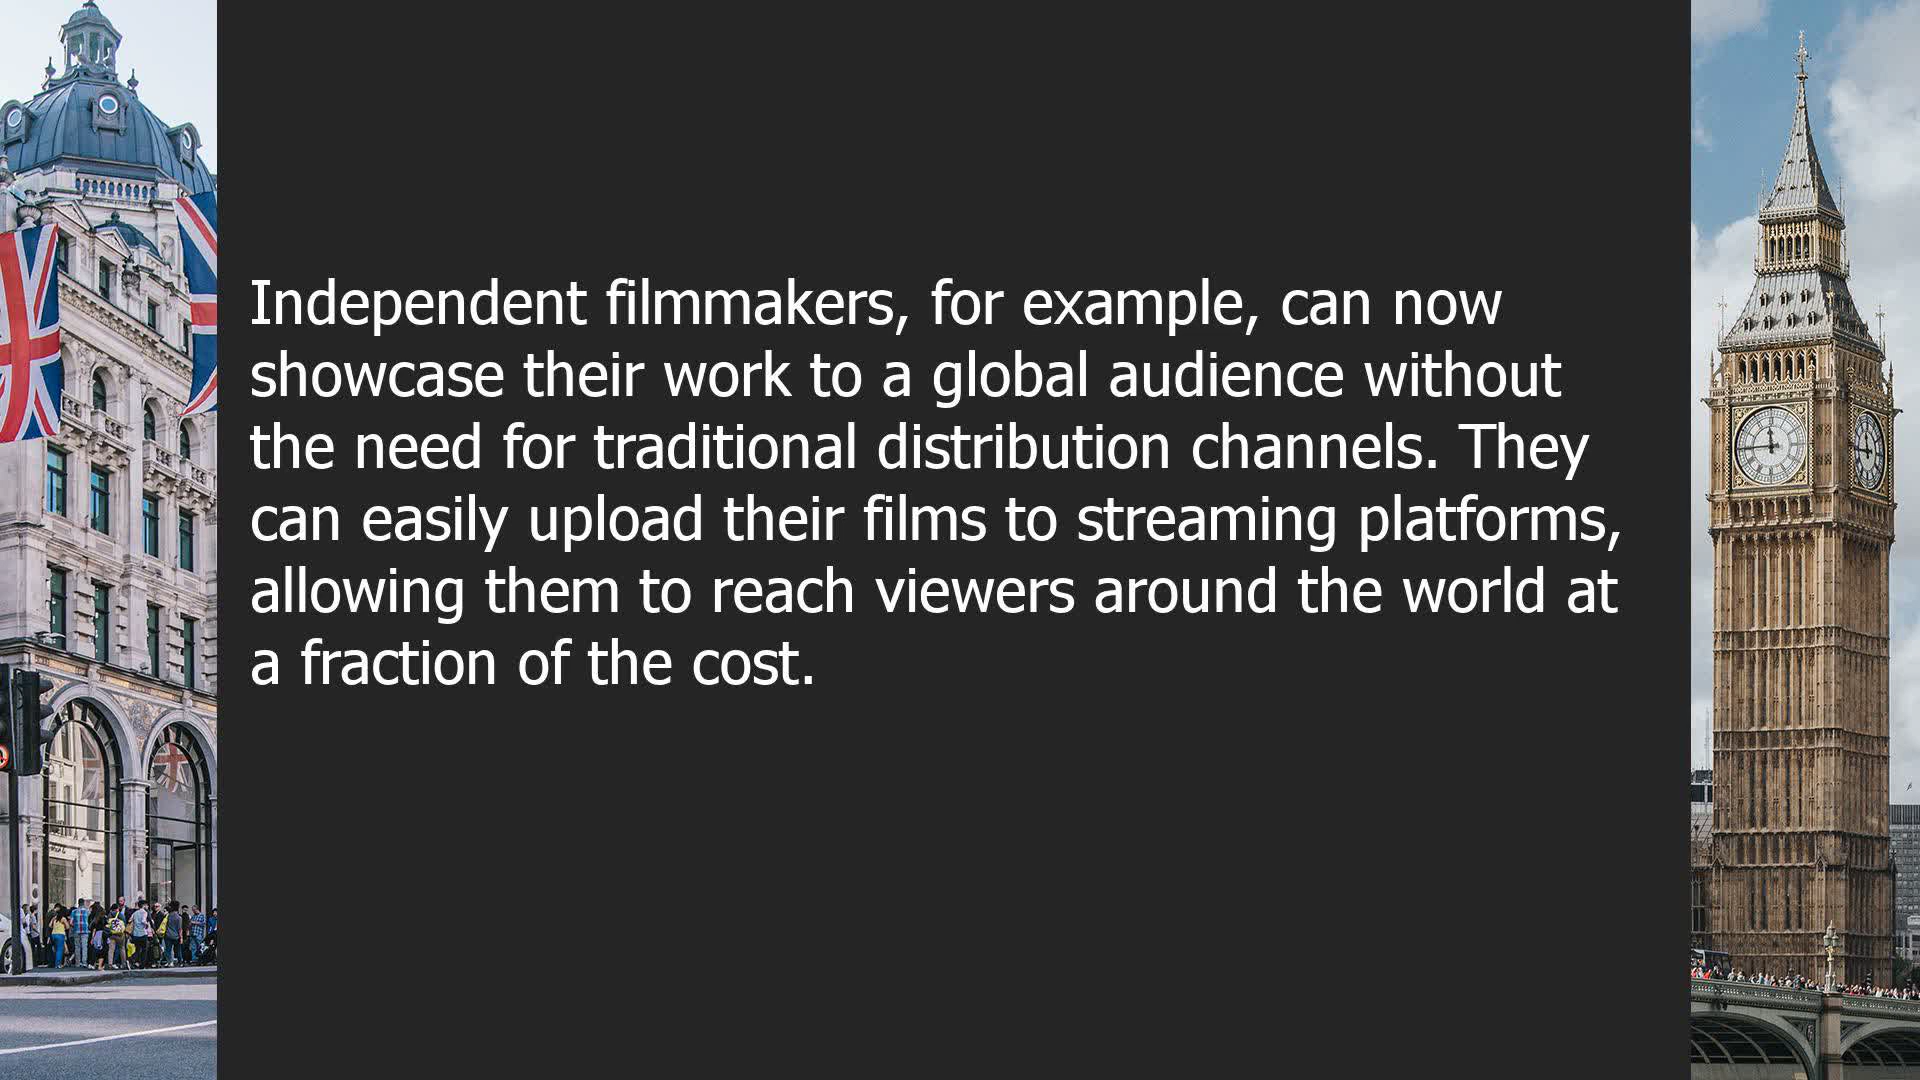 Independent filmmakers, for example, can now
showcase their work to a global audience without
the need for traditional distribution channels. They
can easily upload their films to streaming platforms,
allowing them to reach viewers around the world at
a fraction of the cost.